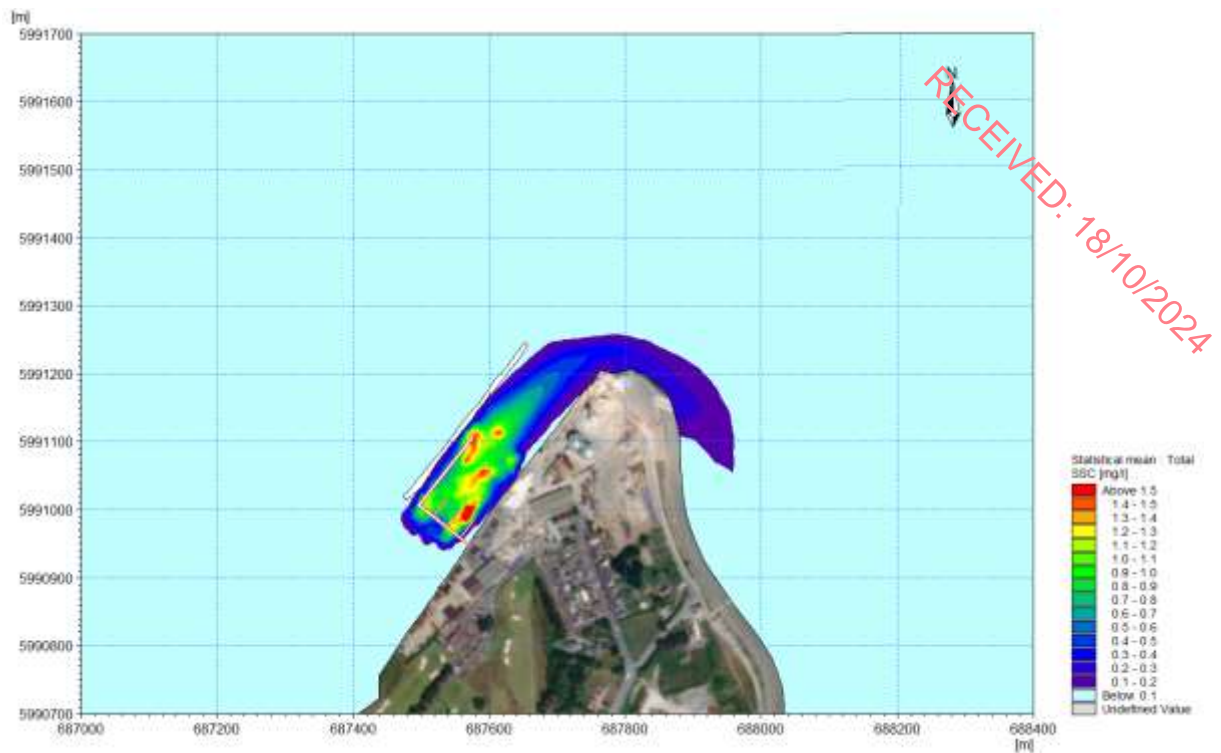 [m]
5991700
5991600
5991500
5991400
5991300
5991200
5991100
5991000
5990900
5990800
5990700
687000
687200
687400
687600
687800
688000
688200
688400
[m]
RECEIVED: 18/10/2024
Statistical mean : Total
SSC [mg/l]
Above 1.5
1.4 - 1.5
1.3 - 1.4
1.2 - 1.3
1.1 - 1.2
1.0 - 1.1
0.9 - 1.0
0.8 - 0.9
0.7 - 0.8
0.6 - 0.7
0.5 - 0.6
0.4 - 0.5
0.3 - 0.4
0.2 - 0.3
0.1 - 0.2
Below 0.1
Undefined Value